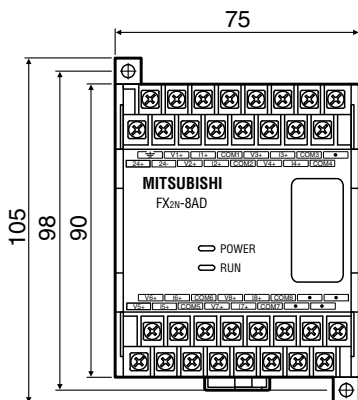 75
105
98
90
V1+ I1+ COM1 V3+ I3+ COM3 •
24+ 24- V2+ I2+ COM2 V4+ I4+ COM4
MITSUBISHI
FX2N-8AD
POWER
RUN
V6+ I6+ COM6 V8+ I8+ COM8 • •
V5+ I5+ COM5 V7+ I7+ COM7 • •